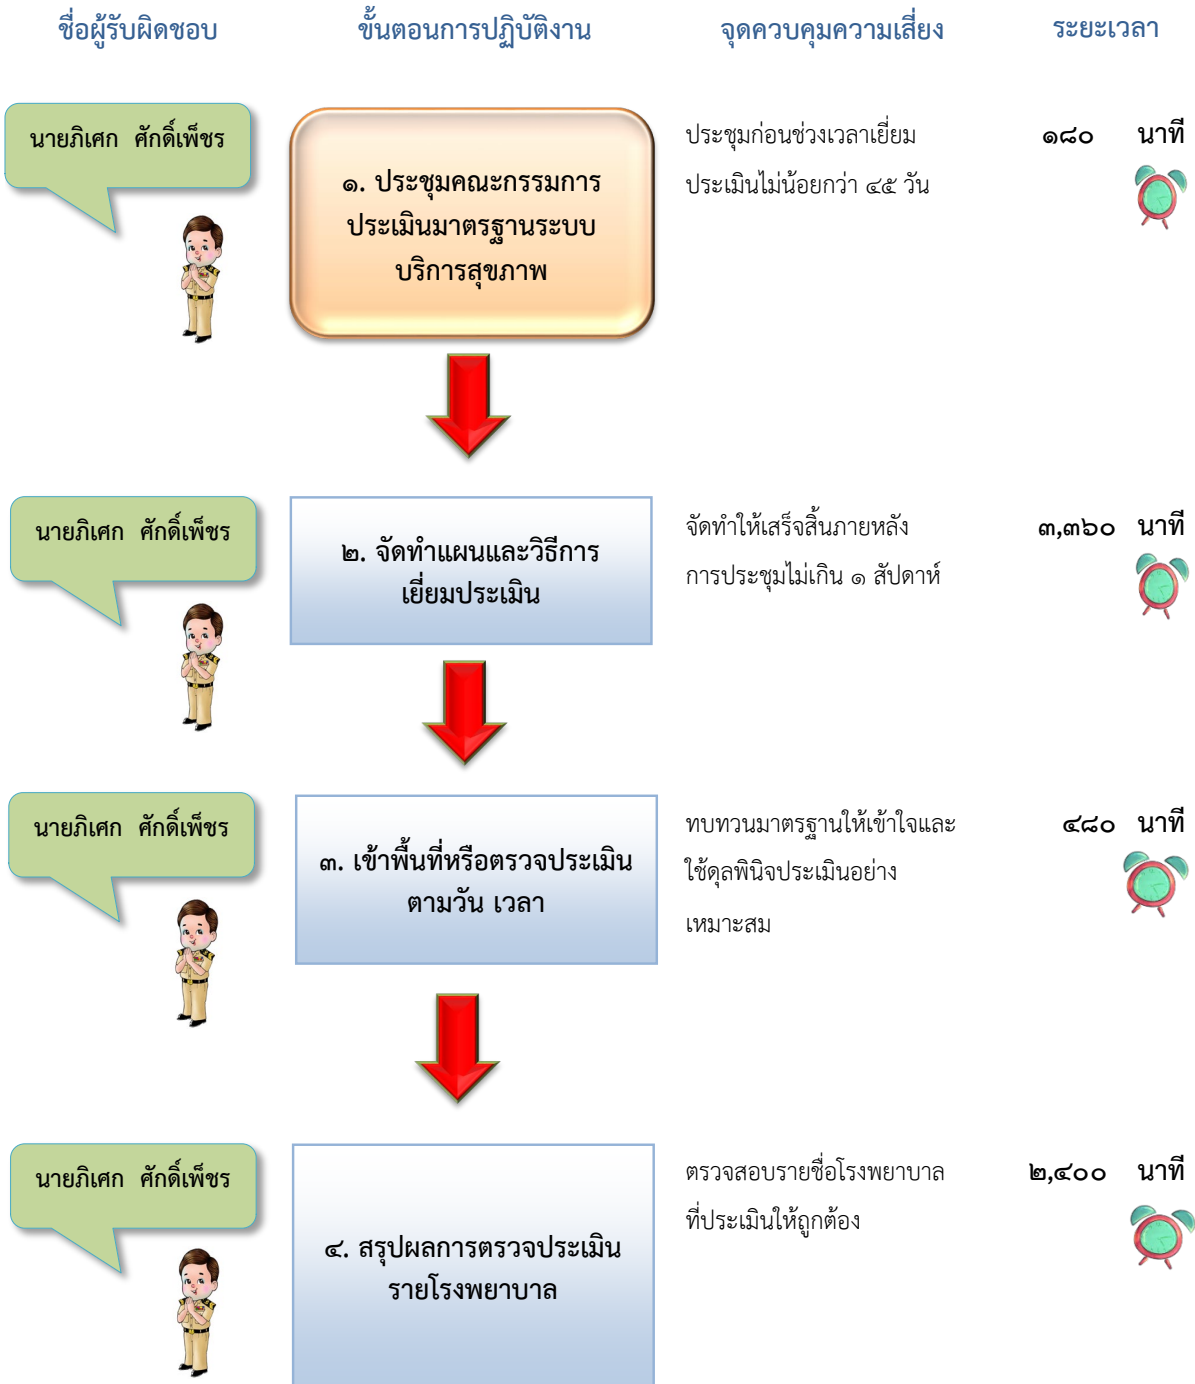 ชื่อผู้รับผิดชอบ ขั้นตอนการปฏิบัติงาน จุดควบคุมความเสี่ยง ระยะเวลา
นายภิเศก ศักดิ์เพ็ชร
๑. ประชุมคณะกรรมการ
ประเมินมาตรฐานระบบ
บริการสุขภาพ
ประชุมก่อนช่วงเวลาเยี่ยม
ประเมินไม่น้อยกว่า ๔๕ วัน
๑๘๐ นาที
นายภิเศก ศักดิ์เพ็ชร
๒. จัดทำแผนและวิธีการ
เยี่ยมประเมิน
จัดทำให้เสร็จสิ้นภายหลัง
การประชุมไม่เกิน ๑ สัปดาห์
๓,๓๖๐ นาที
นายภิเศก ศักดิ์เพ็ชร
๓. เข้าพื้นที่หรือตรวจประเมิน
ตามวัน เวลา
ทบทวนมาตรฐานให้เข้าใจและ
ใช้ดุลพินิจประเมินอย่าง
เหมาะสม
๔๘๐ นาที
นายภิเศก ศักดิ์เพ็ชร
๔. สรุปผลการตรวจประเมิน
รายโรงพยาบาล
ตรวจสอบรายชื่อโรงพยาบาล
ที่ประเมินให้ถูกต้อง
๒,๔๐๐ นาที